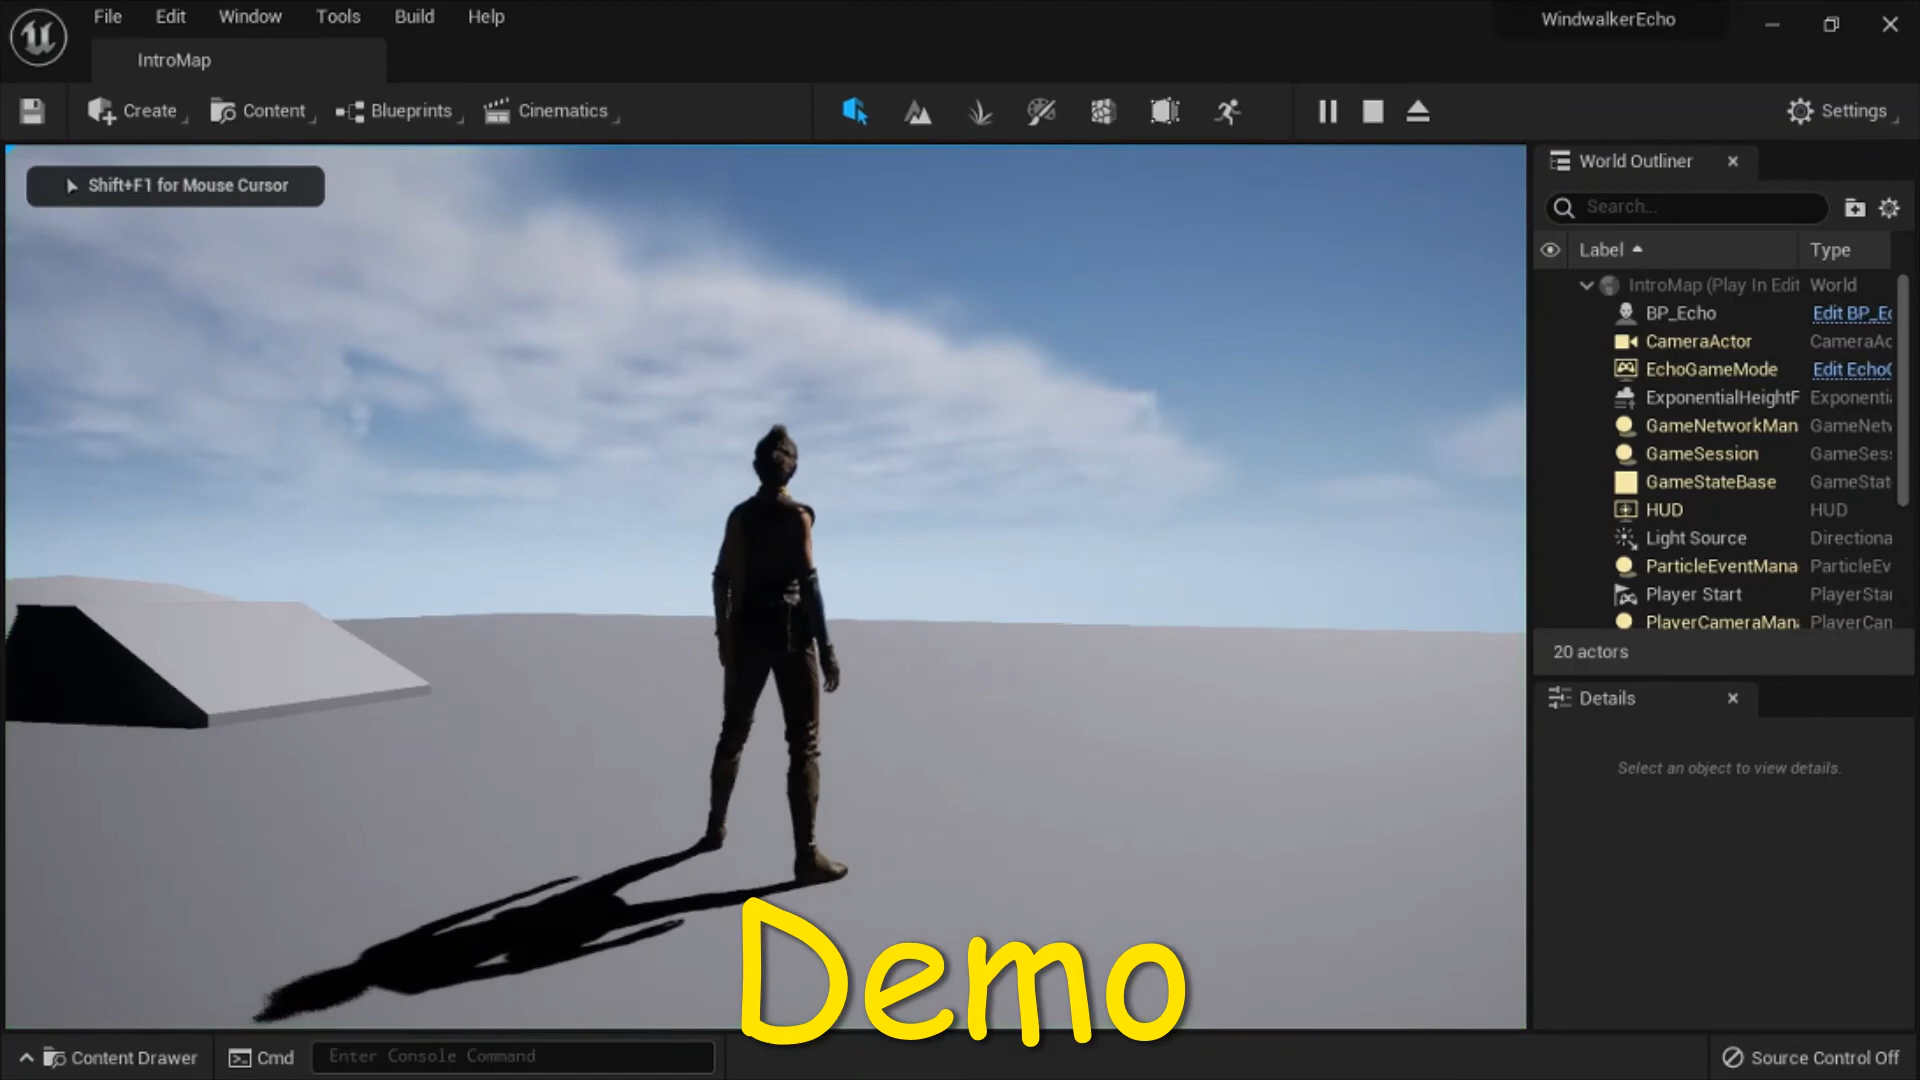 File Edit Window Tools Build Help
WindwalkerEcho
IntroMap
Create Content Blueprints Cinematics
Settings
Shift+F1 for Mouse Cursor
World Outliner
Search...
Label Type
IntroMap (Play In Edit World
BP_Echo Edit BP_Ec
CameraActor CameraAc
EchoGameMode Edit Echo
ExponentialHeightF Exponentia
GameNetworkMan GameNetw
GameSession GameSes
GameStateBase GameStat
HUD HUD
Light Source Directiona
ParticleEventMana ParticleEv
Player Start PlayerStar
PlayerCameraMan PlayerCam
20 actors
Details
Select an object to view details.
Demo
Content Drawer Cmd Enter Console Command
Source Control Off